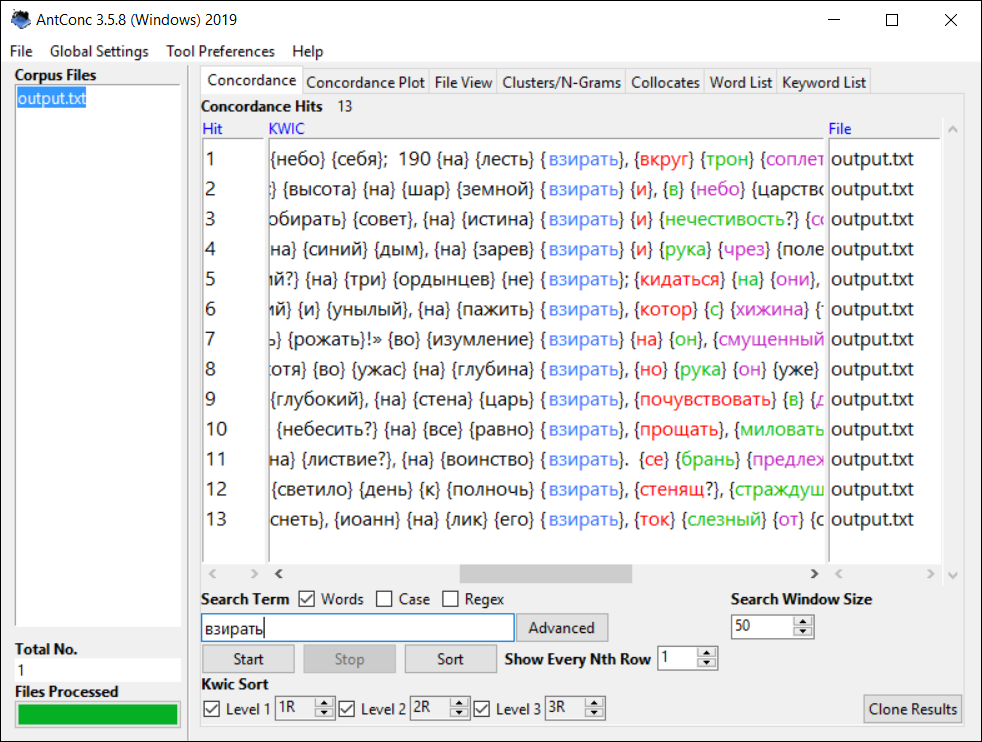 AntConc 3.5.8 (Windows) 2019
File Global Settings Tool Preferences Help
Corpus Files
output.txt
Concordance Concordance Plot File View Clusters/N-Grams Collocates Word List Keyword List
Concordance Hits 13
Hit KWIC File
1 {небо} {себя}; 190 {на} {лесть} {взирать}, {вкруг} {трон} {соплет output.txt
2 } {высота} {на} {шар} {земной} {взирать} {и}, {в} {небо} {царство output.txt
3 обирать} {совет}, {на} {истина} {взирать} {и} {нечестивость?} {со output.txt
4 на} {синий} {дым}, {на} {зарев} {взирать} {и} {рука} {чрез} {поле output.txt
5 ий?} {на} {три} {ордынцев} {не} {взирать}; {кидаться} {на} {они}, output.txt
6 ий} {и} {унылый}, {на} {пажить} {взирать}, {котор} {с} {хижина} { output.txt
7 ь} {рожать}!» {во} {изумление} {взирать} {на} {он}, {смущенный output.txt
8 хотя} {во} {ужас} {на} {глубина} {взирать}, {но} {рука} {он} {уже} output.txt
9 {глубокий}, {на} {стена} {царь} {взирать}, {почувствовать} {в} {д output.txt
10 {небесить?} {на} {все} {равно} {взирать}, {прощать}, {миловать output.txt
11 на} {листвие?}, {на} {воинство} {взирать}. {се} {брань} {предлеж output.txt
12 {светило} {день} {к} {полночь} {взирать}, {стенящ?}, {страждущ output.txt
13 снеть}, {иоанн} {на} {лик} {его} {взирать}, {ток} {слезный} {от} {с output.txt
Search Term Words Case Regex Search Window Size
взирать Advanced 50
Start Stop Sort Show Every Nth Row 1
Kwic Sort
Level 1 1R Level 2 2R Level 3 3R Clone Results
Total No.
1
Files Processed